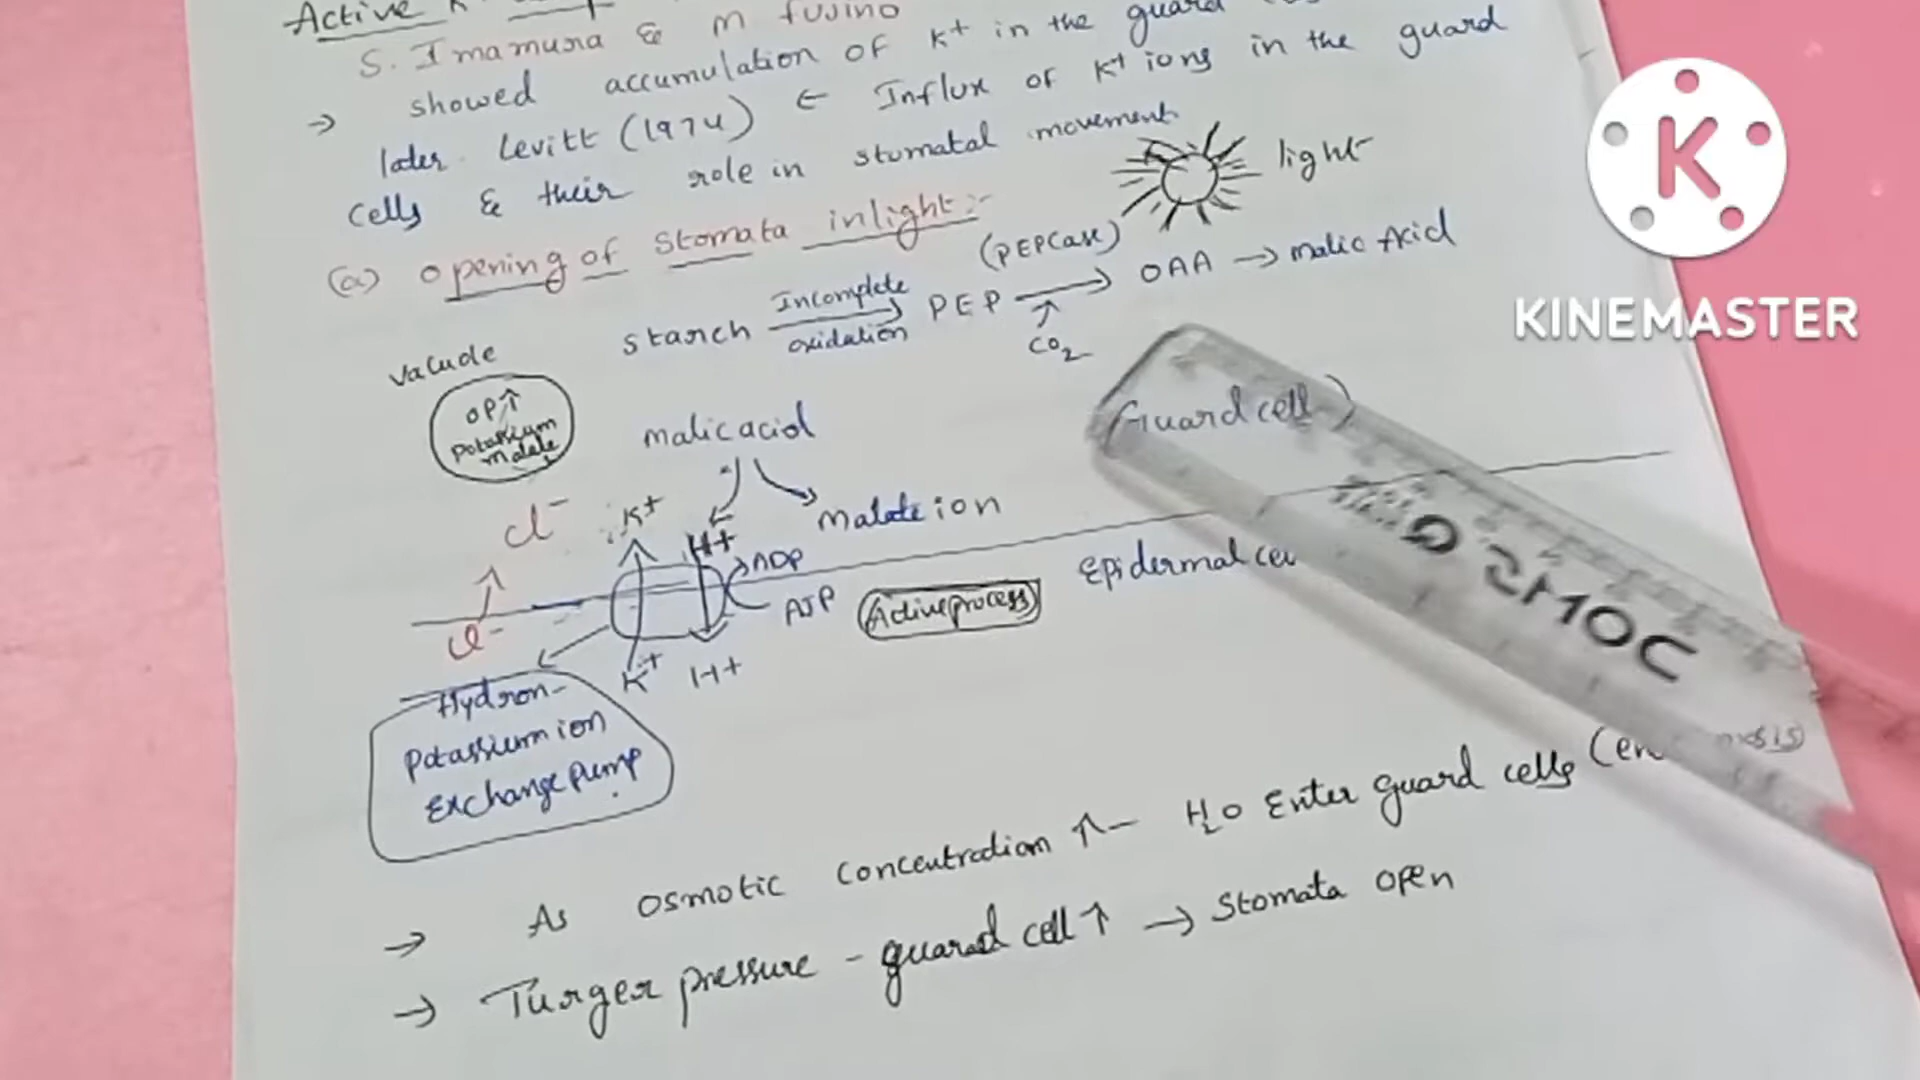 Active K+
S. Imamura & M fujino
→ showed accumulation of K+ in the guard
later Levitt (1974) ← Influx of K+ ions in the guard
cells & their role in stomatal movement
(a) opening of stomata in light :-
light
starch Incomplete oxidation PEP (PEPCase) CO2 OAA → malic Acid
vacuole
OP↑
Potassium
malate
malic acid
(Guard cell)
Cl- K+ H+ Malate ion
ADP
ATP
Active process
Epidermal cell
Cl- K+ H+
Hydron-
Potassium ion
Exchange pump
→ As osmotic concentration ↑ - H2O Enter guard cells
→ Turger pressure - guard cell ↑ → stomata open
COMZ
K
KINEMASTER